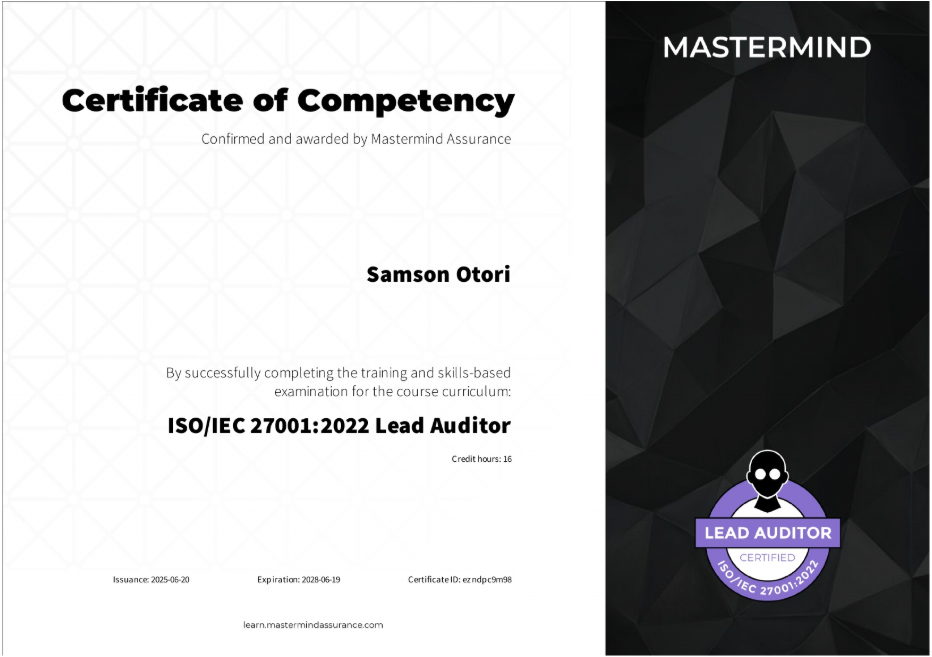 MASTERMIND
Certificate of Competency
Confirmed and awarded by Mastermind Assurance
Samson Otori
By successfully completing the training and skills-based
examination for the course curriculum:
ISO/IEC 27001:2022 Lead Auditor
Credit hours: 16
LEAD AUDITOR
CERTIFIED
ISO/IEC 27001:2022
Issuance: 2025-06-20 Expiration: 2028-06-19 Certificate ID: ezndpc9m98
learn.mastermindassurance.com